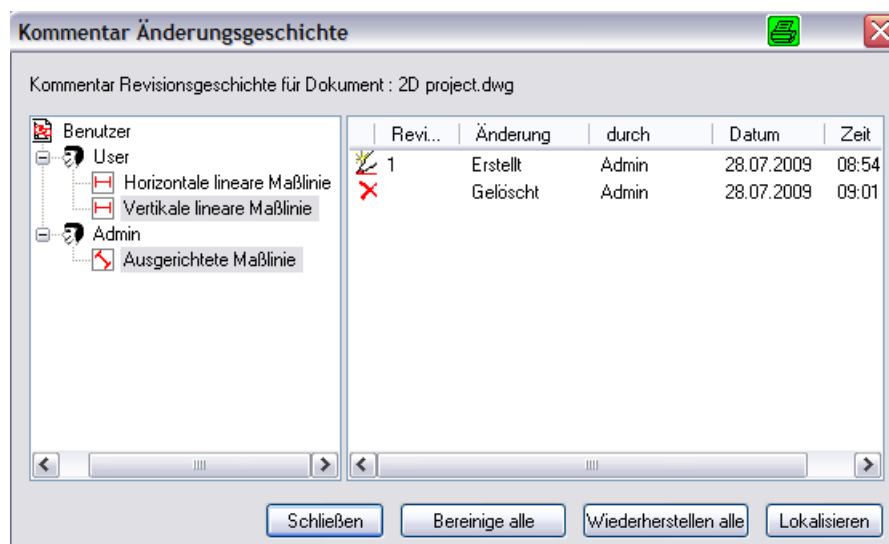 Kommentar Änderungsgeschichte
Kommentar Revisionsgeschichte für Dokument : 2D project.dwg
Benutzer
User
Horizontale lineare Maßlinie
Vertikale lineare Maßlinie
Admin
Ausgerichtete Maßlinie
Revi... Änderung durch Datum Zeit
1 Erstellt Admin 28.07.2009 08:54
Gelöscht Admin 28.07.2009 09:01
Schließen Bereinige alle Wiederherstellen alle Lokalisieren